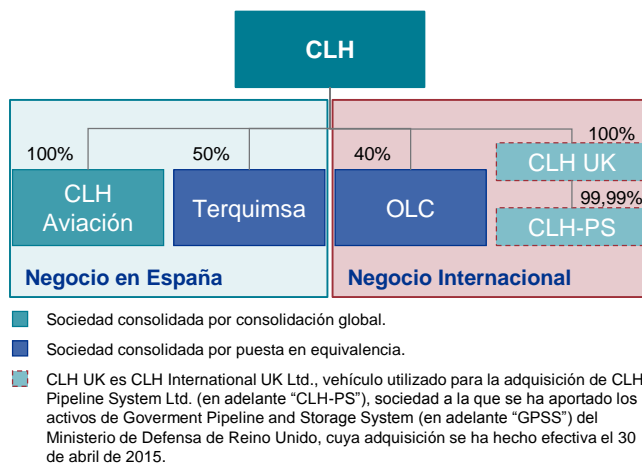 CLH
100%
50%
40%
100%
CLH UK
99,99%
CLH
Aviación
Terquimsa
OLC
CLH-PS
Negocio en España
Negocio Internacional
Sociedad consolidada por consolidación global.
Sociedad consolidada por puesta en equivalencia.
CLH UK es CLH International UK Ltd., vehículo utilizado para la adquisición de CLH
Pipeline System Ltd. (en adelante “CLH-PS”), sociedad a la que se ha aportado los
activos de Goverment Pipeline and Storage System (en adelante “GPSS”) del
Ministerio de Defensa de Reino Unido, cuya adquisición se ha hecho efectiva el 30
de abril de 2015.